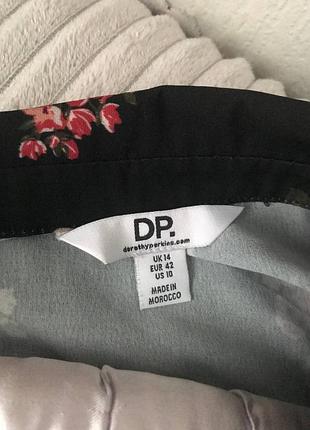 DP.
dorothyperkins.com
UK 14
EUR 42
US 10
MADE IN
MOROCCO